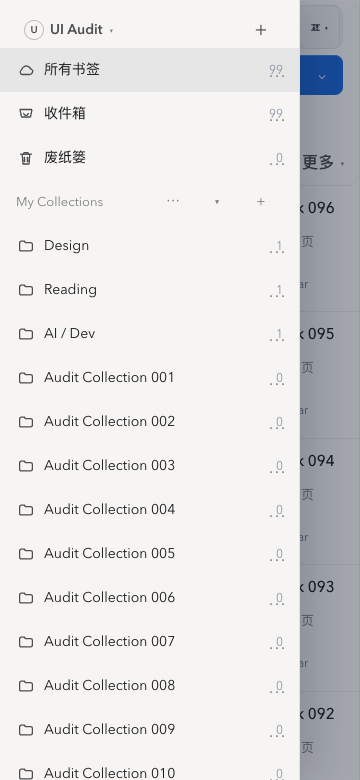 U UI Audit
所有书签 99
收件箱 99
废纸篓 0
My Collections ...
Design 1
Reading 1
AI / Dev 1
Audit Collection 001 0
Audit Collection 002 0
Audit Collection 003 0
Audit Collection 004 0
Audit Collection 005 0
Audit Collection 006 0
Audit Collection 007 0
Audit Collection 008 0
Audit Collection 009 0
Audit Collection 010 0
更多
096
页
ar
095
页
ar
094
页
ar
093
页
ar
092
页